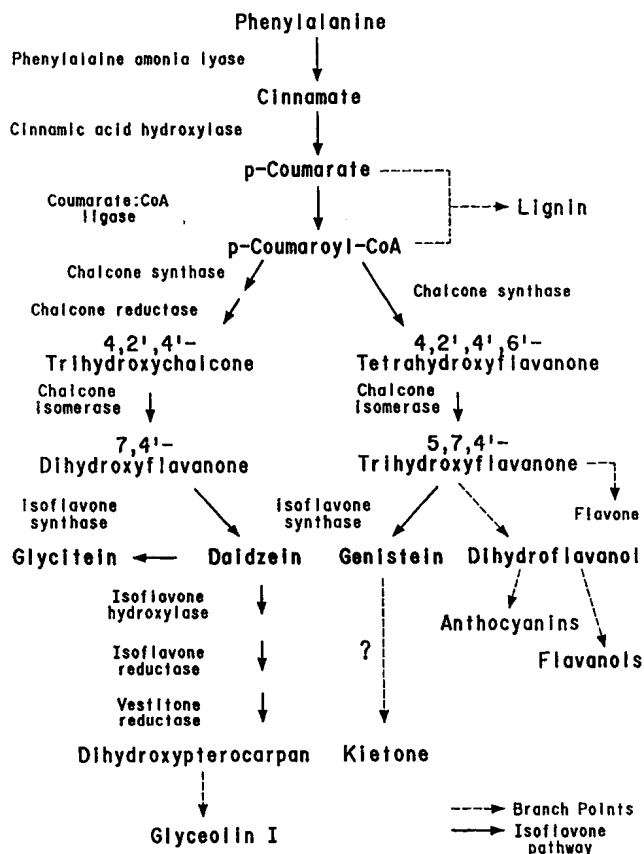 Phenylalanine
Phenylalaine amonia lyase
Cinnamate
Cinnamic acid hydroxylase
p-Coumarate
Coumarate:CoA
ligase
Lignin
p-Coumaroyl-CoA
Chalcone synthase
Chalcone reductase
Chalcone synthase
4,2',4'-
Trihydroxychalcone
4,2',4',6'-
Tetrahydroxyflavanone
Chalcone
isomerase
Chalcone
isomerase
7,4'-
Dihydroxyflavanone
5,7,4'-
Trihydroxyflavanone
Isoflavone
synthase
Isoflavone
synthase
Flavone
Glycitein
Daidzein
Genistein
Dihydroflavanol
Isoflavone
hydroxylase
Anthocyanins
Isoflavone
reductase
?
Flavanols
Vestitone
reductase
Dihydroxypterocarpan
Kietone
Glyceolin I
Branch Points
Isoflavone
pathway